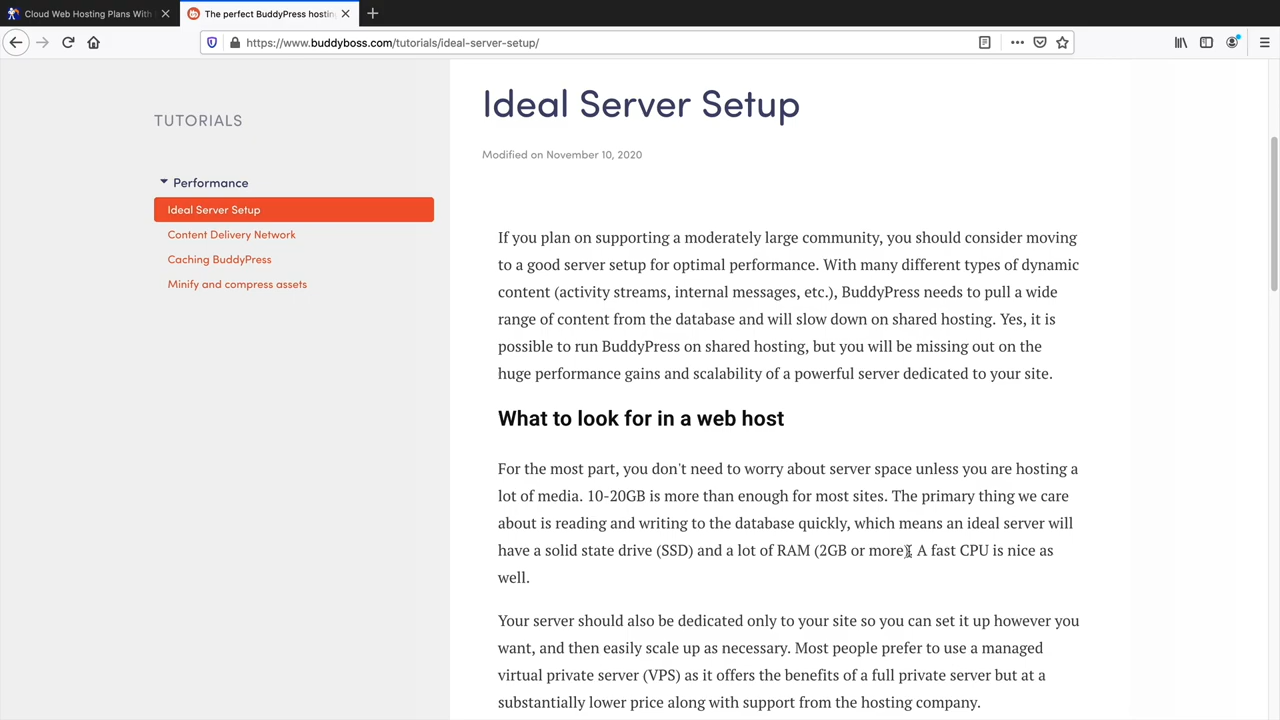 Cloud Web Hosting Plans With
The perfect BuddyPress hosting
https://www.buddyboss.com/tutorials/ideal-server-setup/
TUTORIALS
Performance
Ideal Server Setup
Content Delivery Network
Caching BuddyPress
Minify and compress assets
Ideal Server Setup
Modified on November 10, 2020
If you plan on supporting a moderately large community, you should consider moving
to a good server setup for optimal performance. With many different types of dynamic
content (activity streams, internal messages, etc.), BuddyPress needs to pull a wide
range of content from the database and will slow down on shared hosting. Yes, it is
possible to run BuddyPress on shared hosting, but you will be missing out on the
huge performance gains and scalability of a powerful server dedicated to your site.
What to look for in a web host
For the most part, you don't need to worry about server space unless you are hosting a
lot of media. 10-20GB is more than enough for most sites. The primary thing we care
about is reading and writing to the database quickly, which means an ideal server will
have a solid state drive (SSD) and a lot of RAM (2GB or more). A fast CPU is nice as
well.
Your server should also be dedicated only to your site so you can set it up however you
want, and then easily scale up as necessary. Most people prefer to use a managed
virtual private server (VPS) as it offers the benefits of a full private server but at a
substantially lower price along with support from the hosting company.